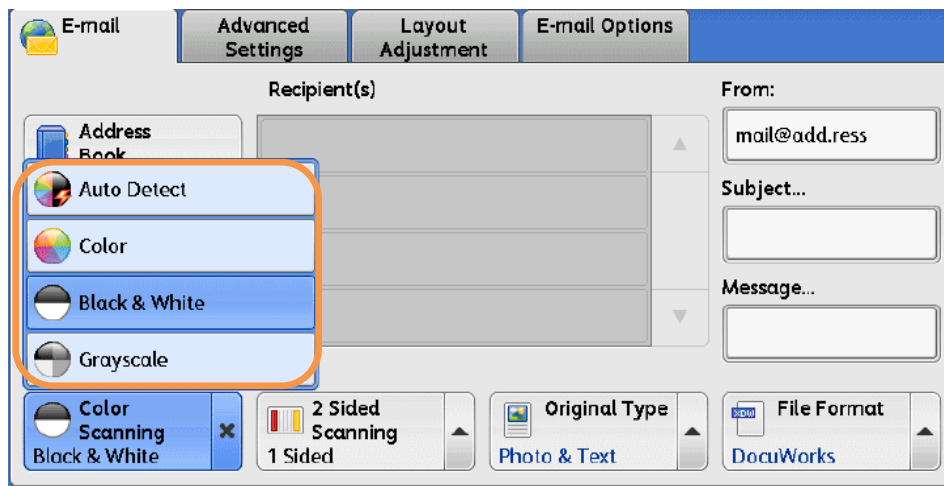 E-mail
Advanced
Settings
Layout
Adjustment
E-mail Options
Recipient(s)
From:
Address
Book
mail@add.ress
Auto Detect
Subject...
Color
Black & White
Message...
Grayscale
Color
Scanning
Black & White
2 Sided
Scanning
1 Sided
Original Type
Photo & Text
XDW
File Format
DocuWorks